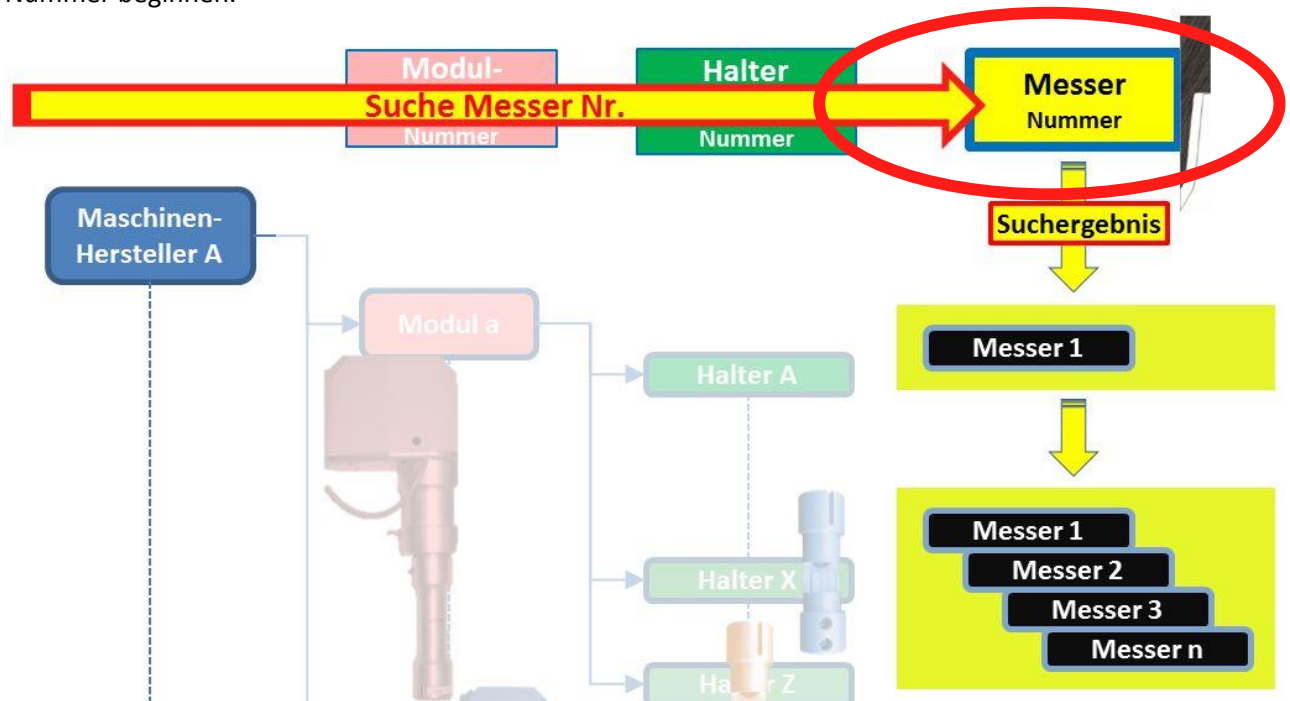 Nummer beginnen.
Modul-
Halter
Messer
Suche Messer Nr.
Nummer
Nummer
Nummer
Maschinen-
Hersteller A
Suchergebnis
Modul a
Messer 1
Halter A
Messer 1
Messer 2
Halter X
Messer 3
Messer n
Halter Z